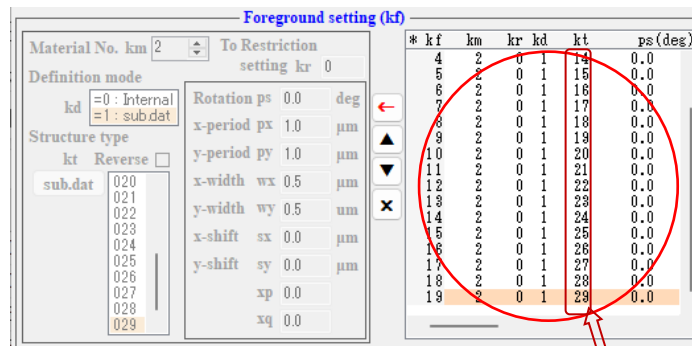 Foreground setting (kf)
Material No. km 2 To Restriction
setting kr 0
Definition mode
kd =0 : Internal
=1 : sub.dat
Structure type
kt Reverse
sub.dat
020
021
022
023
024
025
026
027
028
029
Rotation ps 0.0 deg
x-period px 1.0 μm
y-period py 1.0 μm
x-width wx 0.5 μm
y-width wy 0.5 um
x-shift sx 0.0 μm
y-shift sy 0.0 μm
xp 0.0
xq 0.0
←
▲
▼
x
* kf km kr kd kt ps(deg)
4 2 0 1 14 0.0
5 2 0 1 15 0.0
6 2 0 1 16 0.0
7 2 0 1 17 0.0
8 2 0 1 18 0.0
9 2 0 1 19 0.0
10 2 0 1 20 0.0
11 2 0 1 21 0.0
12 2 0 1 22 0.0
13 2 0 1 23 0.0
14 2 0 1 24 0.0
15 2 0 1 25 0.0
16 2 0 1 26 0.0
17 2 0 1 27 0.0
18 2 0 1 28 0.0
19 2 0 1 29 0.0